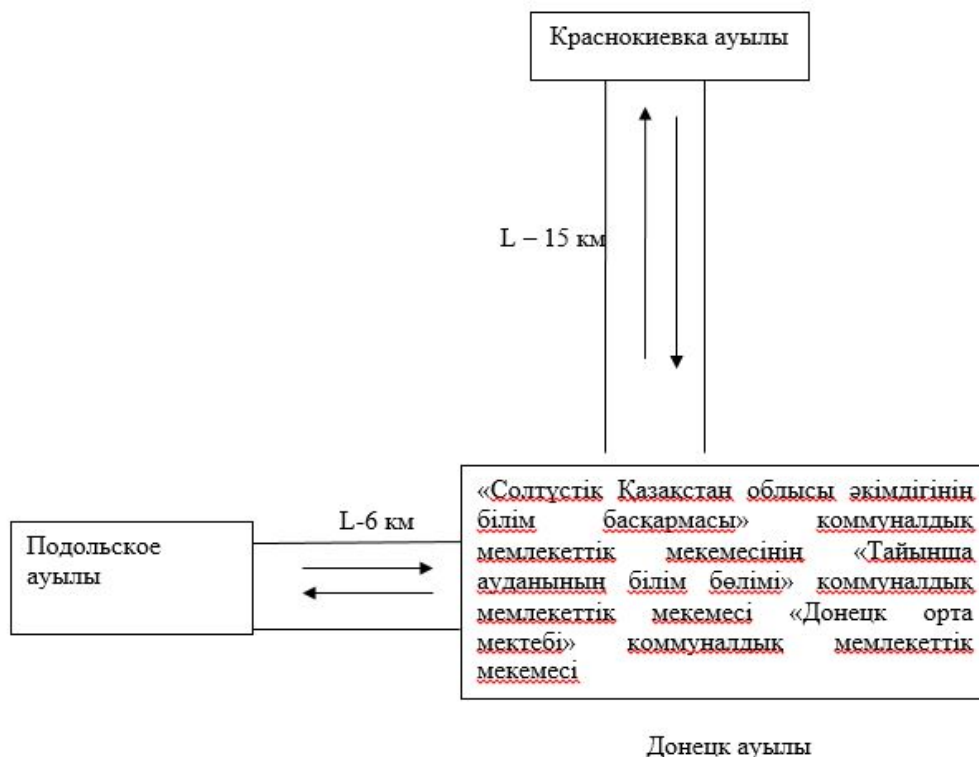 Краснокиевка ауылы
L – 15 км
«Солтүстік Қазақстан облысы әкімдігінің
білім басқармасы» коммуналдық
мемлекеттік мекемесінің «Тайынша
ауданының білім бөлімі» коммуналдық
мемлекеттік мекемесі «Донецк орта
мектебі» коммуналдық мемлекеттік
мекемесі
L-6 км
Подольское
ауылы
Донецк ауылы